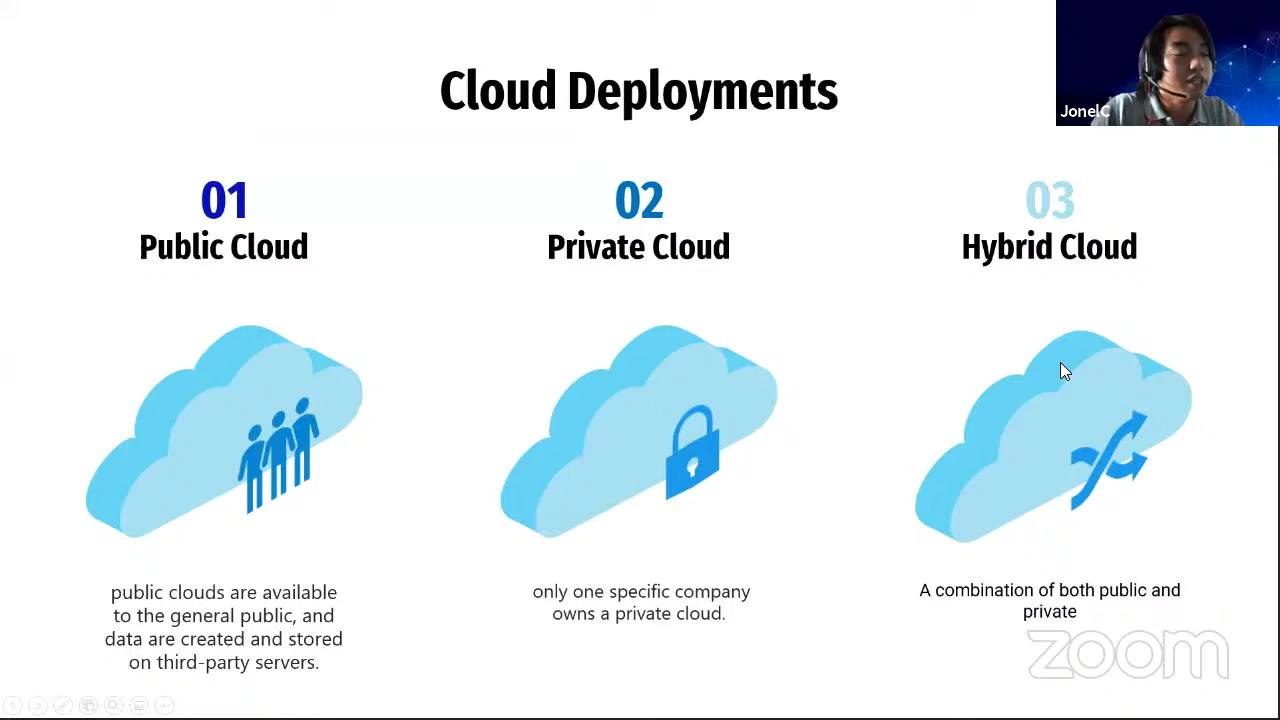 Cloud Deployments
JonelC
01
Public Cloud
public clouds are available
to the general public, and
data are created and stored
on third-party servers.
02
Private Cloud
only one specific company
owns a private cloud.
03
Hybrid Cloud
A combination of both public and
private
zoom